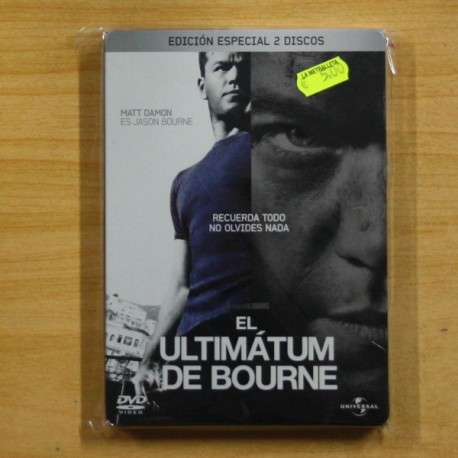 EDICIÓN ESPECIAL 2 DISCOS
LA METRALLETA
€ 5,00
MATT DAMON
ES JASON BOURNE
RECUERDA TODO
NO OLVIDES NADA
EL
ULTIMÁTUM
DE BOURNE
DVD
VIDEO
UNIVERSAL